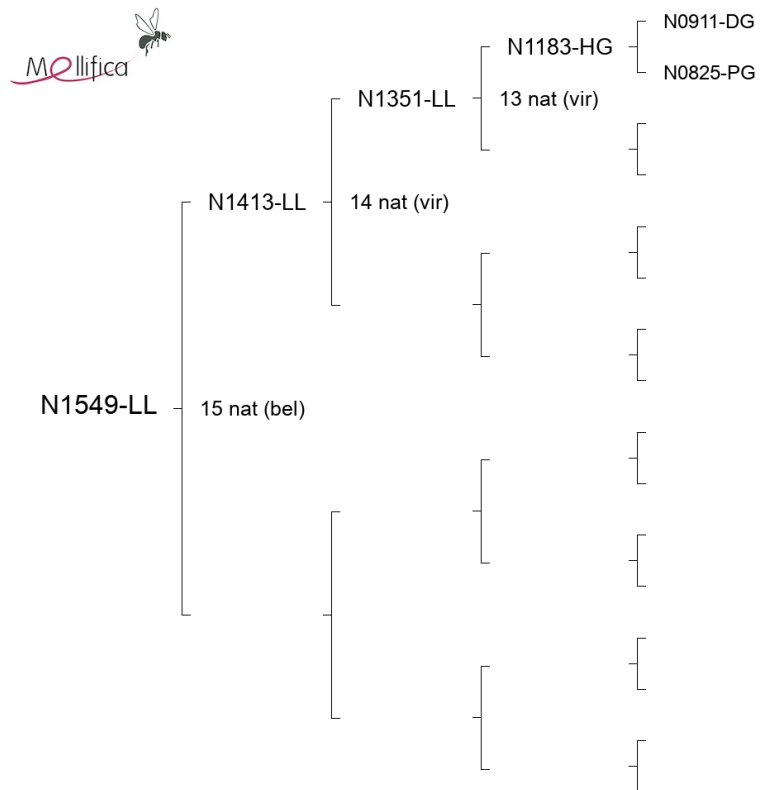 Mellifica
N0911-DG
N1183-HG
N0825-PG
N1351-LL
13 nat (vir)
N1413-LL
14 nat (vir)
N1549-LL
15 nat (bel)